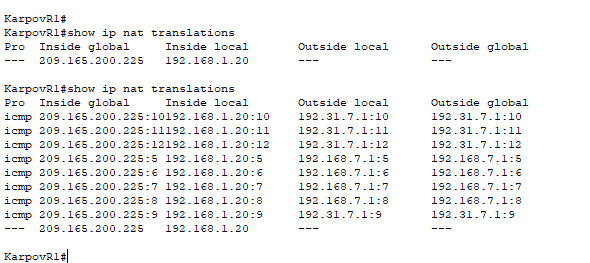 KarpovR1#
KarpovR1#show ip nat translations
Pro  Inside global     Inside local       Outside local      Outside global
---  209.165.200.225   192.168.1.20       ---                ---

KarpovR1#show ip nat translations
Pro  Inside global     Inside local       Outside local      Outside global
icmp 209.165.200.225:10192.168.1.20:10    192.31.7.1:10      192.31.7.1:10
icmp 209.165.200.225:11192.168.1.20:11    192.31.7.1:11      192.31.7.1:11
icmp 209.165.200.225:12192.168.1.20:12    192.31.7.1:12      192.31.7.1:12
icmp 209.165.200.225:5 192.168.1.20:5     192.168.7.1:5      192.168.7.1:5
icmp 209.165.200.225:6 192.168.1.20:6     192.168.7.1:6      192.168.7.1:6
icmp 209.165.200.225:7 192.168.1.20:7     192.168.7.1:7      192.168.7.1:7
icmp 209.165.200.225:8 192.168.1.20:8     192.168.7.1:8      192.168.7.1:8
icmp 209.165.200.225:9 192.168.1.20:9     192.31.7.1:9       192.31.7.1:9
---  209.165.200.225   192.168.1.20       ---                ---

KarpovR1#